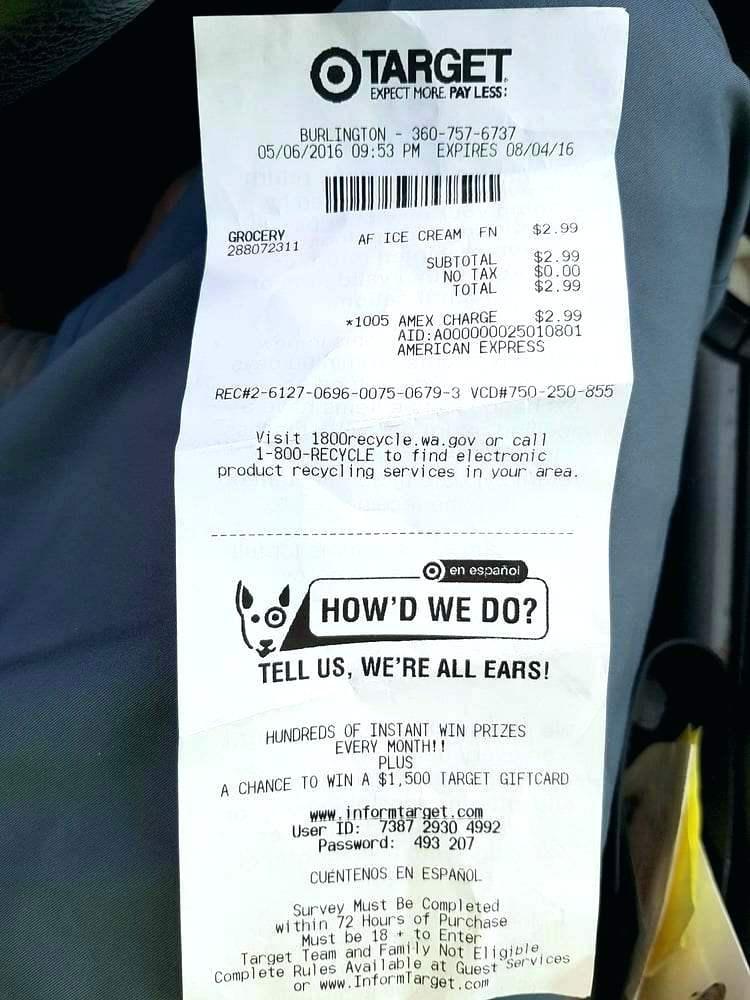 TARGET
EXPECT MORE. PAY LESS:
BURLINGTON - 360-757-6737
05/06/2016 09:53 PM EXPIRES 08/04/16
GROCERY
288072311 AF ICE CREAM FN $2.99
SUBTOTAL $2.99
NO TAX $0.00
TOTAL $2.99
*1005 AMEX CHARGE $2.99
AID:A000000025010801
AMERICAN EXPRESS
REC#2-6127-0696-0075-0679-3 VCD#750-250-855
Visit 1800recycle.wa.gov or call
1-800-RECYCLE to find electronic
product recycling services in your area.
en español
HOW'D WE DO?
TELL US, WE'RE ALL EARS!
HUNDREDS OF INSTANT WIN PRIZES
EVERY MONTH!!
PLUS
A CHANCE TO WIN A $1,500 TARGET GIFTCARD
www.informtarget.com
User ID: 7387 2930 4992
Password: 493 207
CUÉNTENOS EN ESPAÑOL
Survey Must Be Completed
within 72 Hours of Purchase
Must be 18 + to Enter
Target Team and Family Not Eligible
Complete Rules Available at Guest Services
or www.InformTarget.com